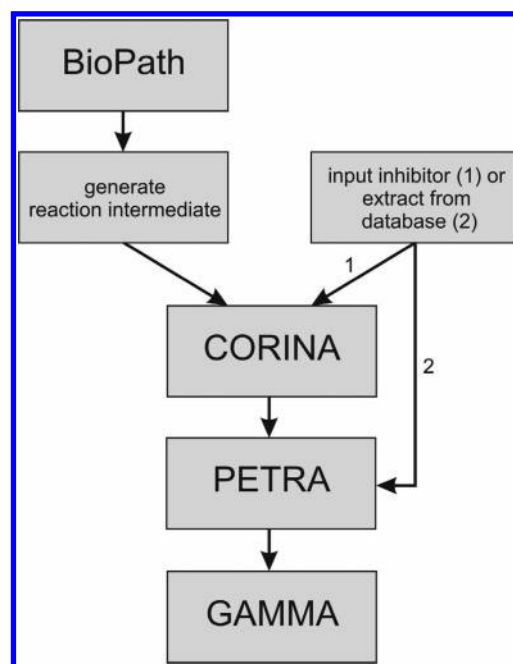 BioPath
generate
reaction intermediate
input inhibitor (1) or
extract from
database (2)
1
CORINA
2
PETRA
GAMMA